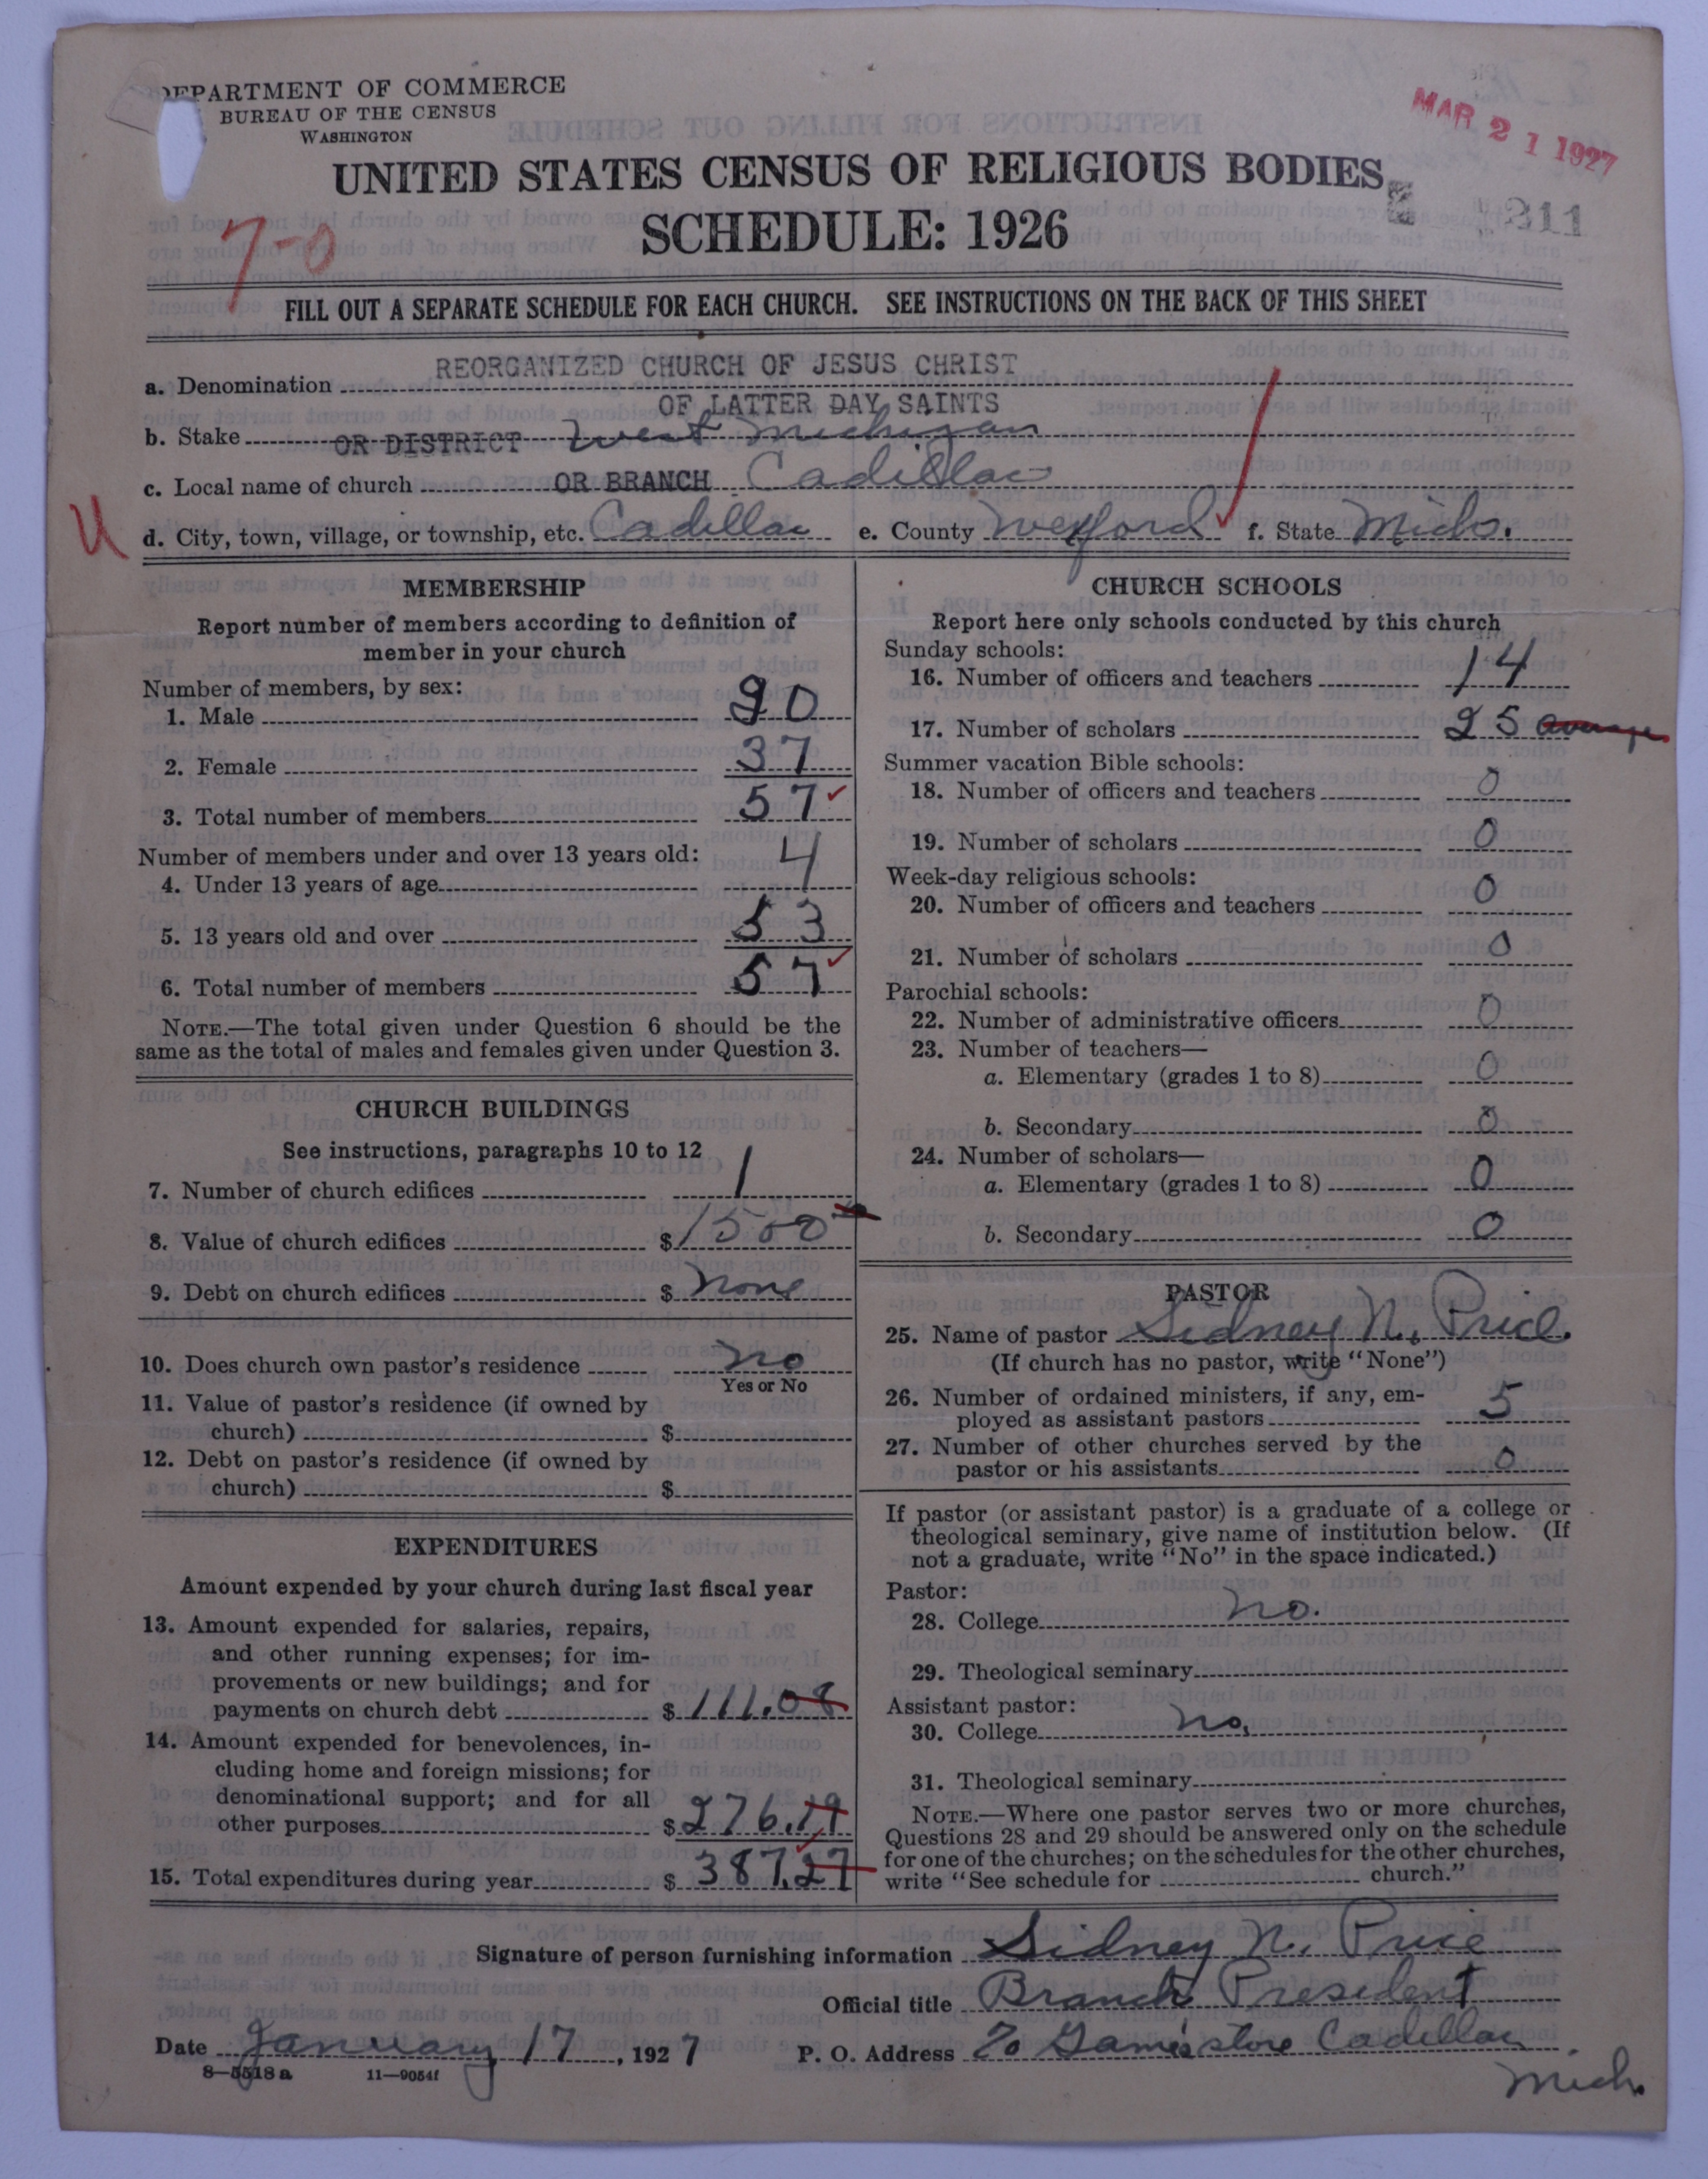 DEPARTMENT OF COMMERCE
BUREAU OF THE CENSUS
WASHINGTON
MAR 21 1927
UNITED STATES CENSUS OF RELIGIOUS BODIES
SCHEDULE: 1926
311
7-0
FILL OUT A SEPARATE SCHEDULE FOR EACH CHURCH. SEE INSTRUCTIONS ON THE BACK OF THIS SHEET
a. Denomination REORGANIZED CHURCH OF JESUS CHRIST
OF LATTER DAY SAINTS
b. Stake OR DISTRICT West Michigan
c. Local name of church OR BRANCH Cadillac
U
d. City, town, village, or township, etc. Cadillac e. County Wexford f. State Mich.
MEMBERSHIP
Report number of members according to definition of
member in your church
Number of members, by sex:
1. Male 20
2. Female 37
3. Total number of members 57
Number of members under and over 13 years old:
4. Under 13 years of age 4
5. 13 years old and over 53
6. Total number of members 57
NOTE.—The total given under Question 6 should be the
same as the total of males and females given under Question 3.
CHURCH BUILDINGS
See instructions, paragraphs 10 to 12
7. Number of church edifices 1
8. Value of church edifices $1500
9. Debt on church edifices $ none
10. Does church own pastor's residence no
Yes or No
11. Value of pastor's residence (if owned by
church) $
12. Debt on pastor's residence (if owned by
church) $
EXPENDITURES
Amount expended by your church during last fiscal year
13. Amount expended for salaries, repairs,
and other running expenses; for im-
provements or new buildings; and for
payments on church debt $ 111.08
14. Amount expended for benevolences, in-
cluding home and foreign missions; for
denominational support; and for all
other purposes $276.19
15. Total expenditures during year $ 387.27
CHURCH SCHOOLS
Report here only schools conducted by this church
Sunday schools:
16. Number of officers and teachers 14
17. Number of scholars 25 average
Summer vacation Bible schools:
18. Number of officers and teachers 0
19. Number of scholars 0
Week-day religious schools:
20. Number of officers and teachers 0
21. Number of scholars 0
Parochial schools:
22. Number of administrative officers 0
23. Number of teachers—
a. Elementary (grades 1 to 8) 0
b. Secondary 0
24. Number of scholars—
a. Elementary (grades 1 to 8) 0
b. Secondary 0
PASTOR
25. Name of pastor Sidney N. Price.
(If church has no pastor, write "None")
26. Number of ordained ministers, if any, em-
ployed as assistant pastors 5
27. Number of other churches served by the
pastor or his assistants 0
If pastor (or assistant pastor) is a graduate of a college or
theological seminary, give name of institution below. (If
not a graduate, write "No" in the space indicated.)
Pastor:
28. College no.
29. Theological seminary
Assistant pastor:
30. College no.
31. Theological seminary
NOTE.—Where one pastor serves two or more churches,
Questions 28 and 29 should be answered only on the schedule
for one of the churches; on the schedules for the other churches,
write "See schedule for church."
Signature of person furnishing information Sidney N. Price
Official title Branch President
Date January 17, 1927 P. O. Address % store Cadillac
Mich.
8—5518 a 11—9054f